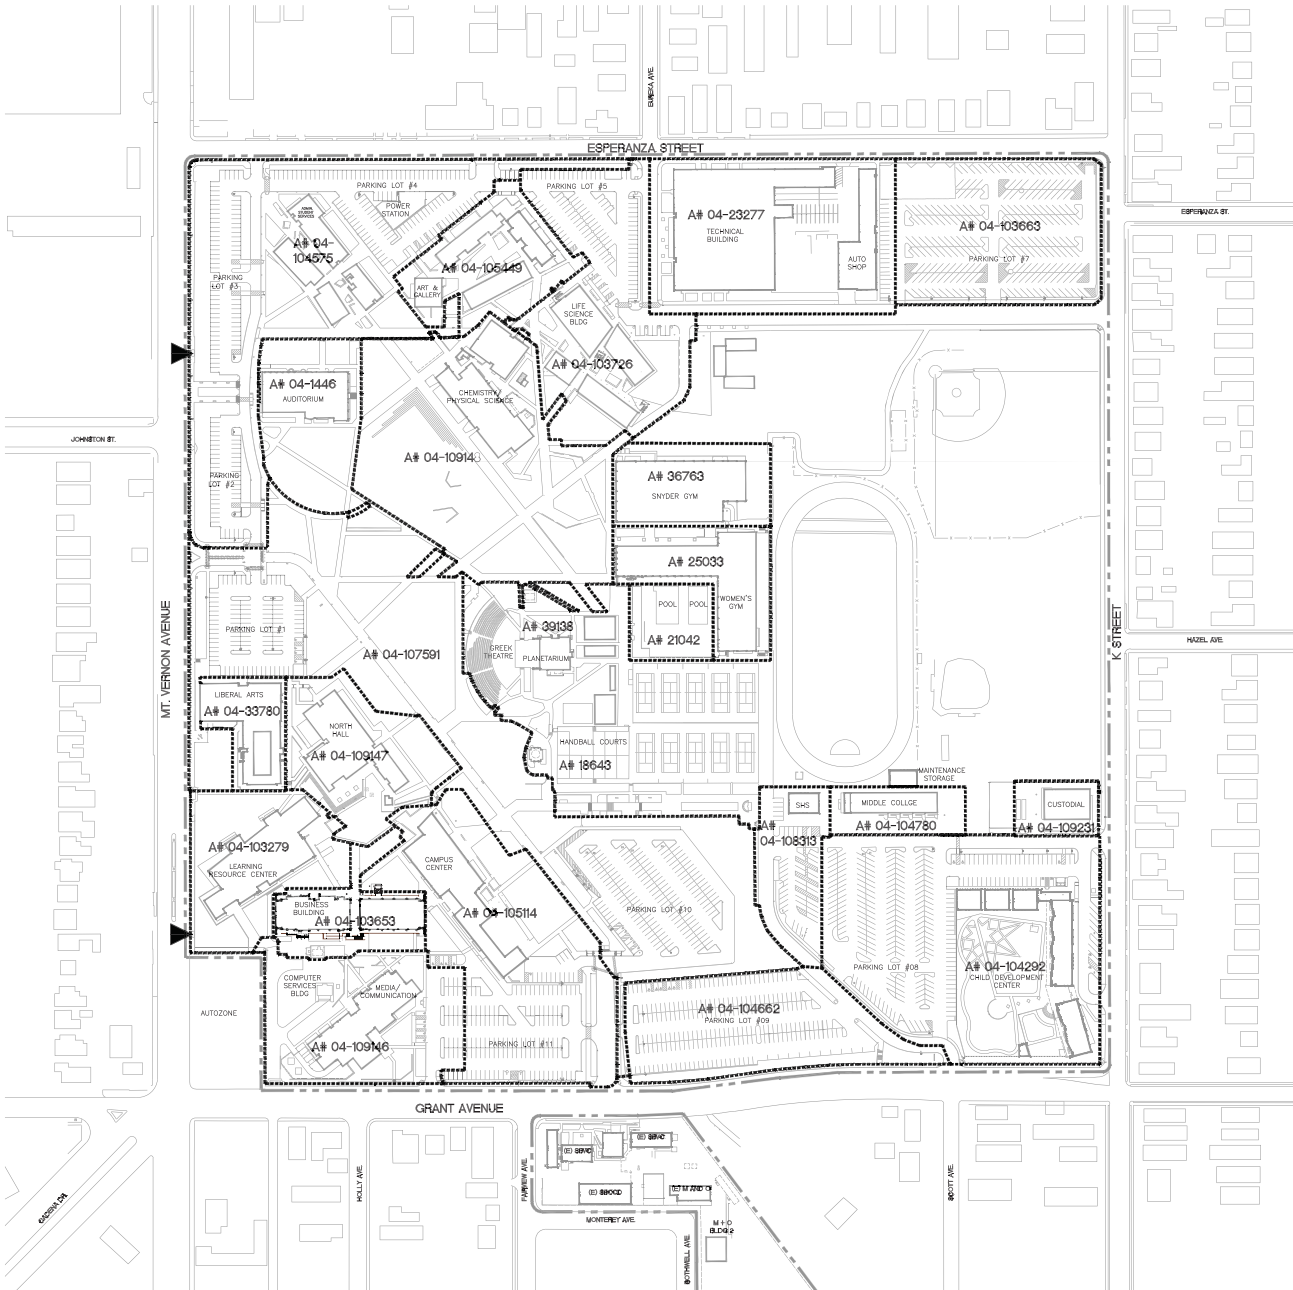 EUREKA AVE.
ESPERANZA STREET
PARKING LOT #4
PARKING LOT #5
POWER
STATION
ADMIN
STUDENT
SERVICES
A# 04-
104575
A# 04-105449
ART &
GALLERY
PARKING
LOT #3
A# 04-23277
TECHNICAL
BUILDING
AUTO
SHOP
A# 04-103663
PARKING LOT #7
ESPERANZA ST.
LIFE
SCIENCE
BLDG
A# 04-103726
A# 04-1446
AUDITORIUM
CHEMISTRY/
PHYSICAL SCIENCE
A# 04-109148
JOHNSTON ST.
PARKING
LOT #2
A# 36763
SNYDER GYM
A# 25033
WOMEN'S
GYM
POOL
POOL
A# 21042
MT. VERNON AVENUE
K STREET
HAZEL AVE.
PARKING LOT #1
A# 04-107591
A# 39138
GREEK
THEATRE
PLANETARIUM
LIBERAL ARTS
A# 04-33780
NORTH
HALL
A# 04-109147
HANDBALL COURTS
A# 18643
MAINTENANCE
STORAGE
SHS
MIDDLE COLLGE
A# 04-104780
CUSTODIAL
A# 04-109231
A#
04-108313
A# 04-103279
LEARNING
RESOURCE CENTER
CAMPUS
CENTER
BUSINESS
BUILDING
A# 04-103653
A# 04-105114
PARKING LOT #10
PARKING LOT #08
A# 04-104292
CHILD DEVELOPMENT
CENTER
COMPUTER
SERVICES
BLDG
MEDIA/
COMMUNICATION
AUTOZONE
A# 04-109146
PARKING LOT #11
A# 04-104662
PARKING LOT #09
GRANT AVENUE
HOLLY AVE.
CADENA DR.
FAIRVIEW AVE.
(E) SBVC
(E) SBVC
(E) SBCCD
(E) M AND O
MONTEREY AVE.
BOTHWELL AVE.
M + O
BLDG 2
SCOTT AVE.